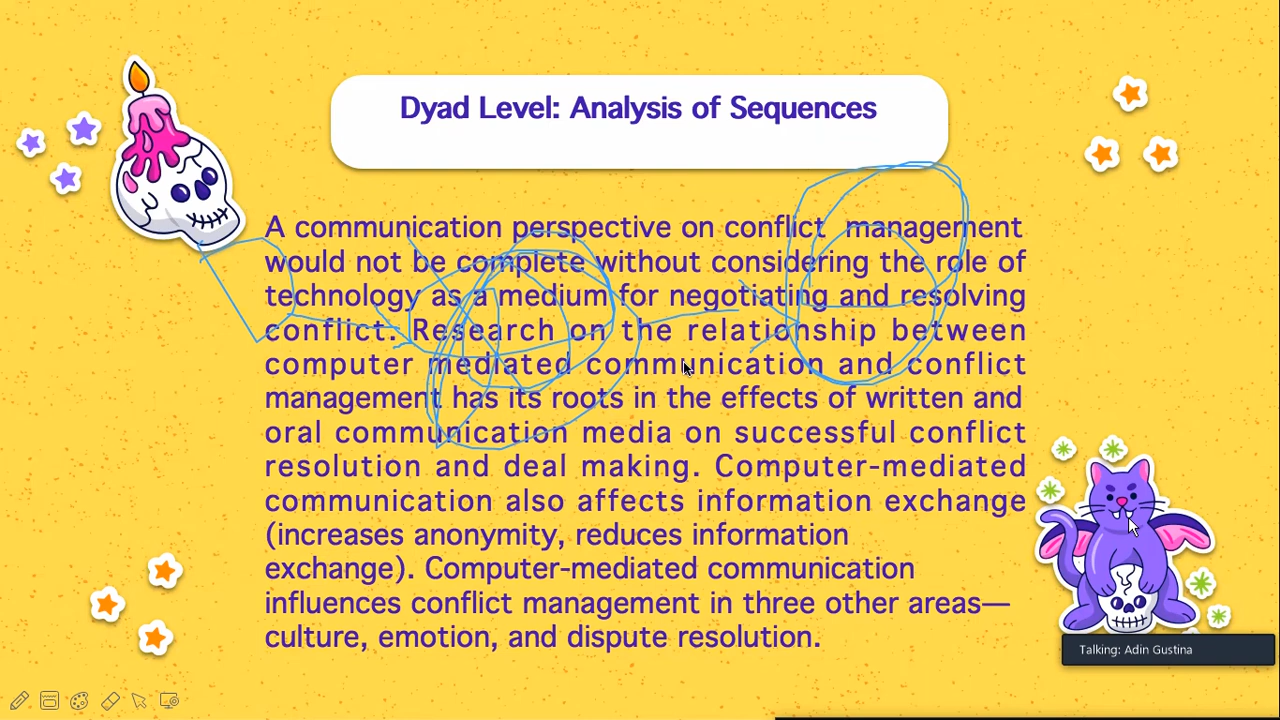 Dyad Level: Analysis of Sequences
A communication perspective on conflict management
would not be complete without considering the role of
technology as a medium for negotiating and resolving
conflict. Research on the relationship between
computer mediated communication and conflict
management has its roots in the effects of written and
oral communication media on successful conflict
resolution and deal making. Computer-mediated
communication also affects information exchange
(increases anonymity, reduces information
exchange). Computer-mediated communication
influences conflict management in three other areas—
culture, emotion, and dispute resolution.
Talking: Adin Gustina